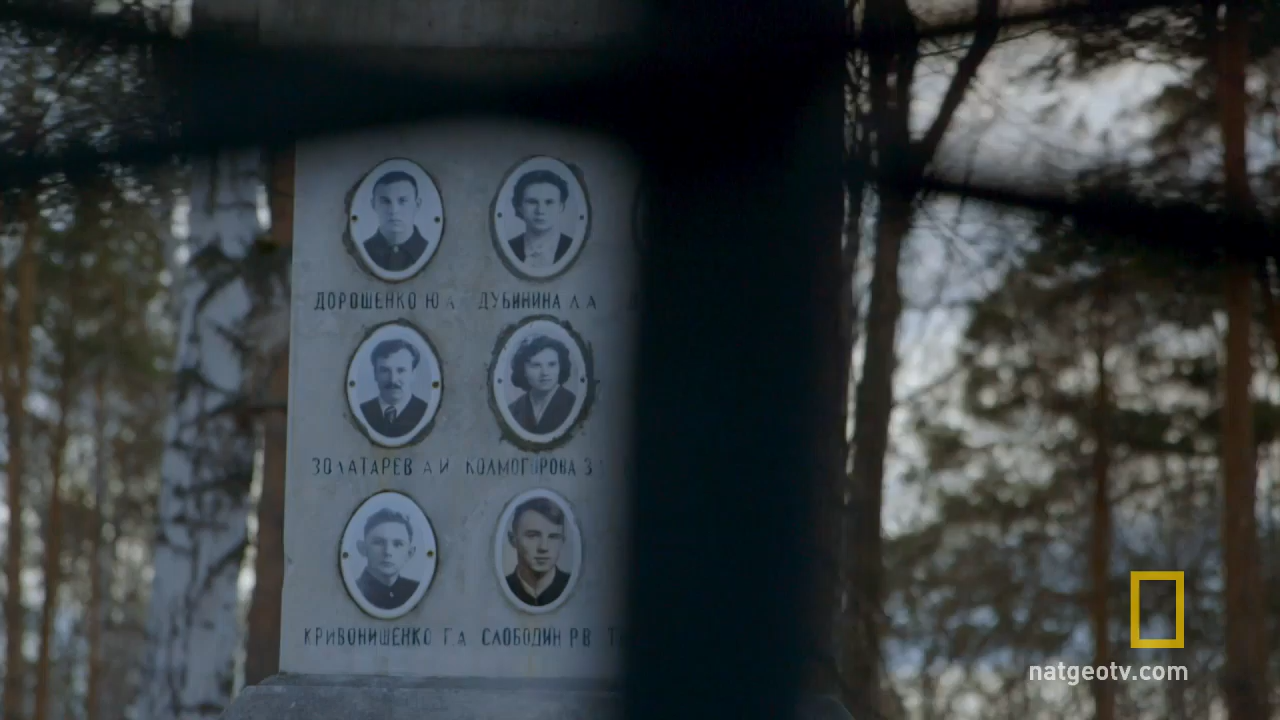 ДОРОШЕНКО Ю А ДУБИНИНА Л А
ЗОЛАТАРЕВ А И КОЛМОГОРОВА З
КРИВОНИШЕНКО Г А СЛОБОДИН Р В
natgeotv.com